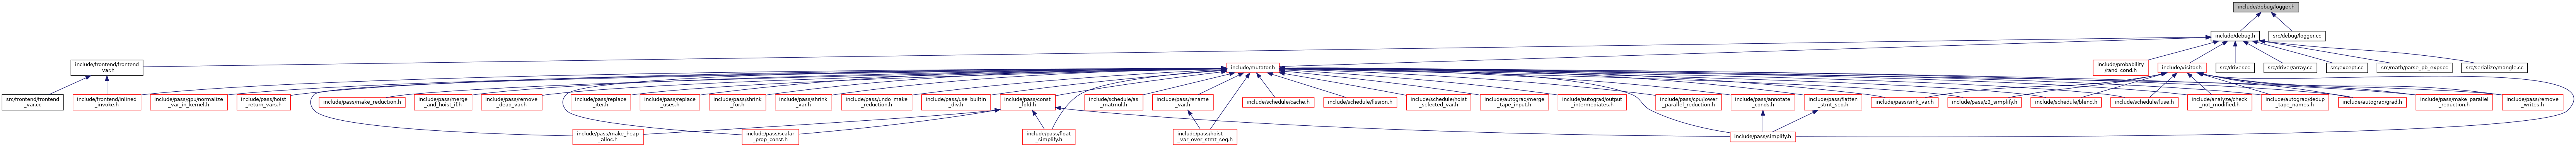 include/debug/logger.h
include/debug.h
src/debug/logger.cc
include/frontend/frontend
_var.h
include/mutator.h
include/probability
/rand_cond.h
include/visitor.h
src/driver.cc
src/driver/array.cc
src/except.cc
src/math/parse_pb_expr.cc
src/serialize/mangle.cc
src/frontend/frontend
_var.cc
include/frontend/inlined
_invoke.h
include/pass/gpu/normalize
_var_in_kernel.h
include/pass/hoist
_return_vars.h
include/pass/make_reduction.h
include/pass/merge
_and_hoist_if.h
include/pass/remove
_dead_var.h
include/pass/replace
_iter.h
include/pass/replace
_uses.h
include/pass/shrink
_for.h
include/pass/shrink
_var.h
include/pass/undo_make
_reduction.h
include/pass/use_builtin
_div.h
include/pass/const
_fold.h
include/schedule/as
_matmul.h
include/pass/rename
_var.h
include/schedule/cache.h
include/schedule/fission.h
include/schedule/hoist
_selected_var.h
include/autograd/merge
_tape_input.h
include/autograd/output
_intermediates.h
include/pass/cpu/lower
_parallel_reduction.h
include/pass/annotate
_conds.h
include/pass/flatten
_stmt_seq.h
include/pass/sink_var.h
include/pass/z3_simplify.h
include/schedule/blend.h
include/schedule/fuse.h
include/analyze/check
_not_modified.h
include/autograd/dedup
_tape_names.h
include/autograd/grad.h
include/pass/make_parallel
_reduction.h
include/pass/remove
_writes.h
include/pass/make_heap
_alloc.h
include/pass/scalar
_prop_const.h
include/pass/float
_simplify.h
include/pass/hoist
_var_over_stmt_seq.h
include/pass/simplify.h